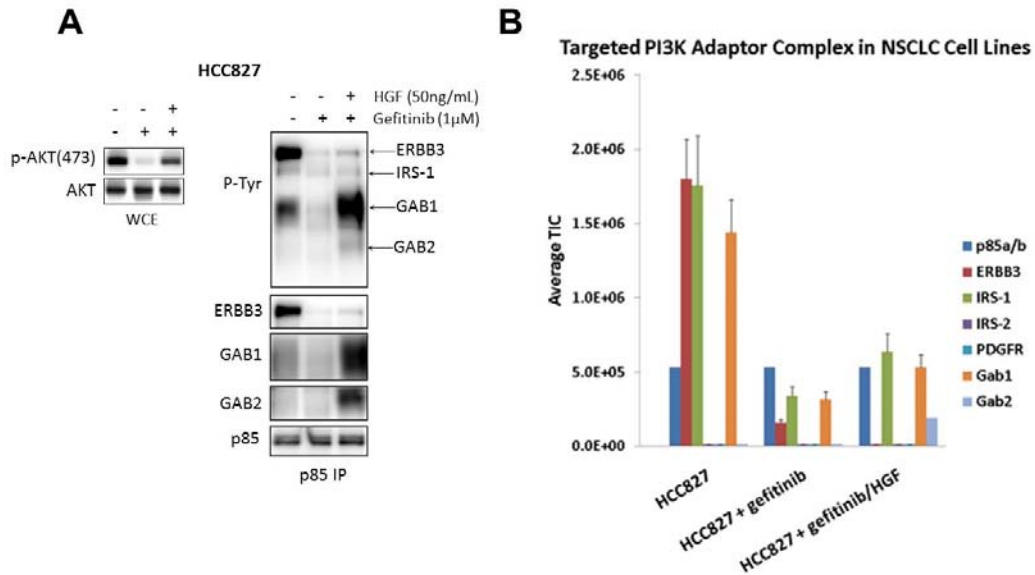 A
HCC827
- - +
- + +
p-AKT(473)
AKT
WCE
- - + HGF (50ng/mL)
- + + Gefitinib (1µM)
P-Tyr
ERBB3
IRS-1
GAB1
GAB2
ERBB3
GAB1
GAB2
p85
p85 IP
B
Targeted PI3K Adaptor Complex in NSCLC Cell Lines
Average TIC
2.5E+06
2.0E+06
1.5E+06
1.0E+06
5.0E+05
0.0E+00
HCC827
HCC827 + gefitinib
HCC827 + gefitinib/HGF
p85a/b
ERBB3
IRS-1
IRS-2
PDGFR
Gab1
Gab2